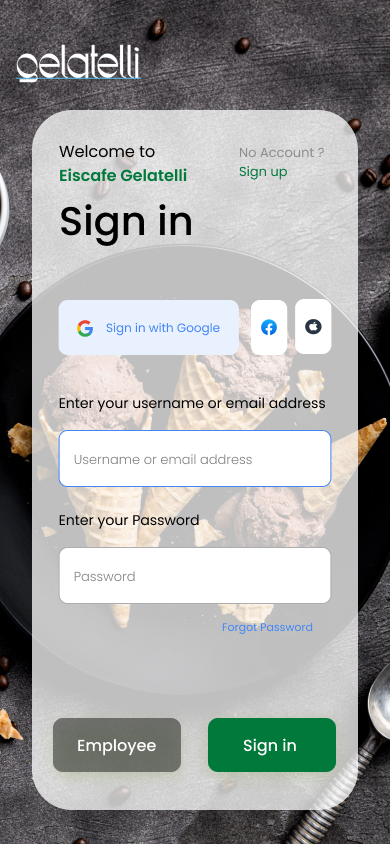 gelatelli
Welcome to
Eiscafe Gelatelli
No Account ?
Sign up
Sign in
Sign in with Google
Enter your username or email address
Username or email address
Enter your Password
Password
Forgot Password
Employee
Sign in